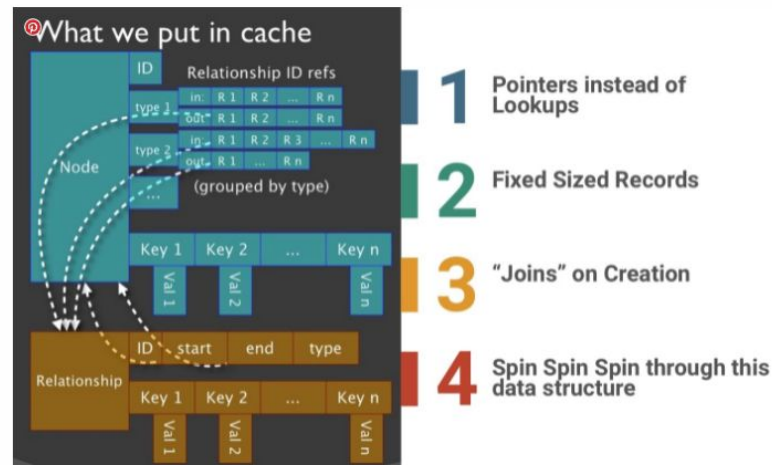 What we put in cache
ID
Relationship ID refs
type 1
in: R 1 R 2 ... R n
out: R 1 R 2 ... R n
type 2
in: R 1 R 2 R 3 ... R n
out: R 1 ... R n
Node
...
(grouped by type)
Key 1 Key 2 ... Key n
Val 1 Val 2 Val n
ID start end type
Relationship
Key 1 Key 2 ... Key n
Val 1 Val 2 Val n
1 Pointers instead of
Lookups
2 Fixed Sized Records
3 “Joins” on Creation
4 Spin Spin Spin through this
data structure